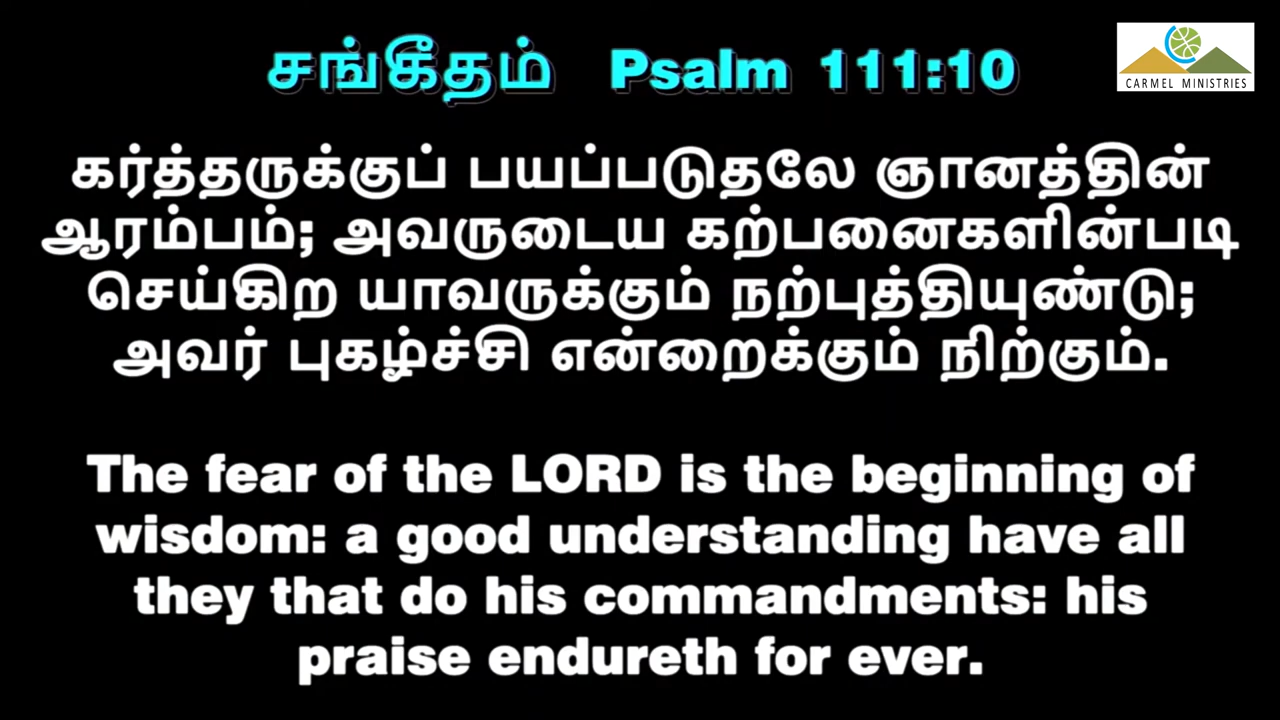 சங்கீதம் Psalm 111:10
CARMEL MINISTRIES
கர்த்தருக்குப் பயப்படுதலே ஞானத்தின்
ஆரம்பம்; அவருடைய கற்பனைகளின்படி
செய்கிற யாவருக்கும் நற்புத்தியுண்டு;
அவர் புகழ்ச்சி என்றைக்கும் நிற்கும்.
The fear of the LORD is the beginning of
wisdom: a good understanding have all
they that do his commandments: his
praise endureth for ever.